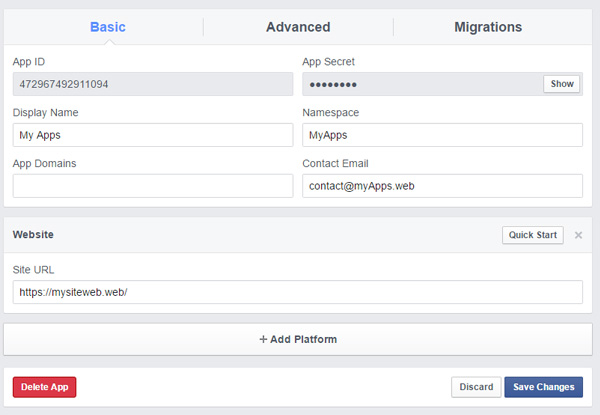 Basic Advanced Migrations
App ID App Secret
472967492911094 ●●●●●●●● Show
Display Name Namespace
My Apps MyApps
App Domains Contact Email
contact@myApps.web
Website Quick Start ×
Site URL
https://mysiteweb.web/
+ Add Platform
Delete App Discard Save Changes